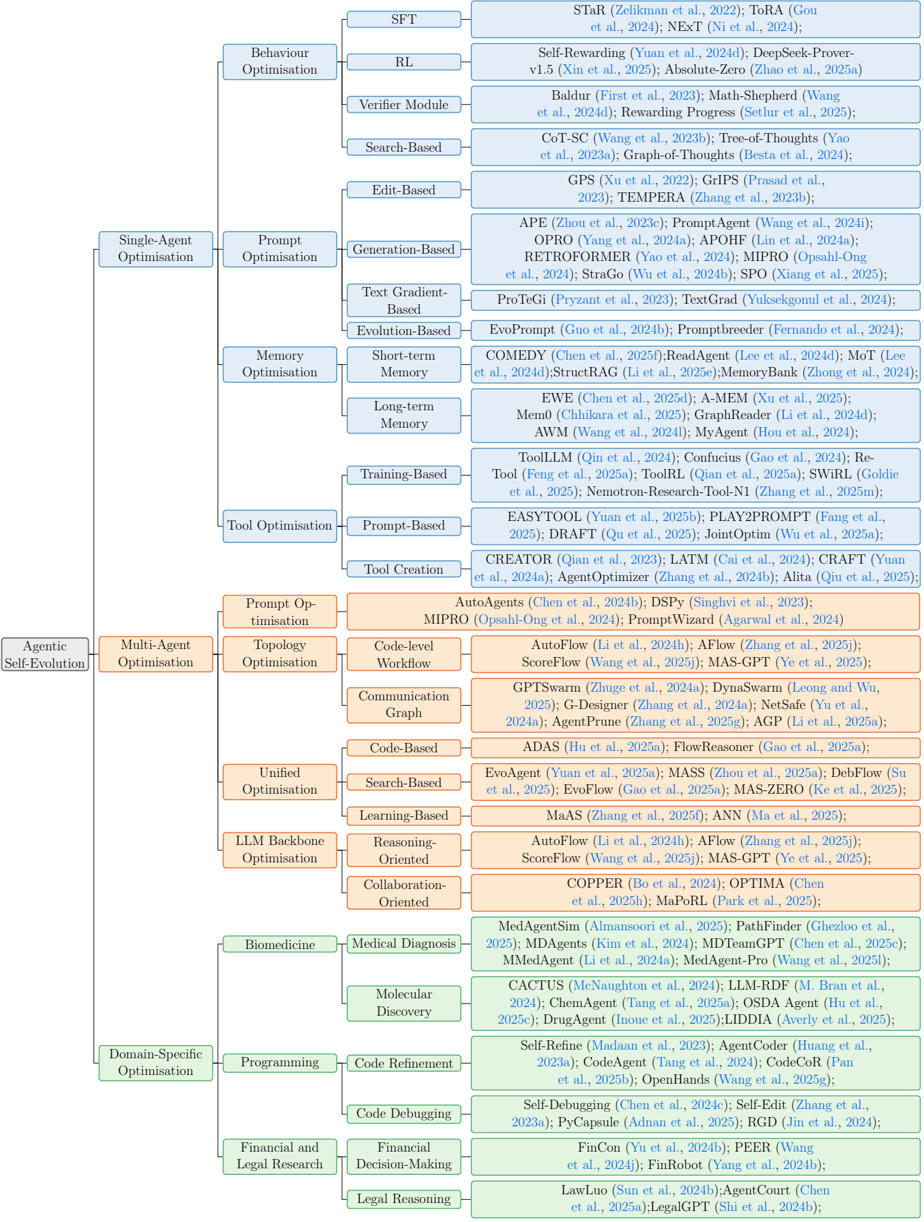 Agentic
Self-Evolution
Single-Agent
Optimisation
Behaviour
Optimisation
SFT
STaR (Zelikman et al., 2022); ToRA (Gou
et al., 2024); NExT (Ni et al., 2024);
RL
Self-Rewarding (Yuan et al., 2024d); DeepSeek-Prover-
v1.5 (Xin et al., 2025); Absolute-Zero (Zhao et al., 2025a)
Verifier Module
Baldur (First et al., 2023); Math-Shepherd (Wang
et al., 2024d); Rewarding Progress (Setlur et al., 2025);
Search-Based
CoT-SC (Wang et al., 2023b); Tree-of-Thoughts (Yao
et al., 2023a); Graph-of-Thoughts (Besta et al., 2024);
Prompt
Optimisation
Edit-Based
GPS (Xu et al., 2022); GrIPS (Prasad et al.,
2023); TEMPERA (Zhang et al., 2023b);
Generation-Based
APE (Zhou et al., 2023c); PromptAgent (Wang et al., 2024i);
OPRO (Yang et al., 2024a); APOHF (Lin et al., 2024a);
RETROFORMER (Yao et al., 2024); MIPRO (Opsahl-Ong
et al., 2024); StraGo (Wu et al., 2024b); SPO (Xiang et al., 2025);
Text Gradient-
Based
ProTeGi (Pryzant et al., 2023); TextGrad (Yuksekgonul et al., 2024);
Evolution-Based
EvoPrompt (Guo et al., 2024b); Promptbreeder (Fernando et al., 2024);
Memory
Optimisation
Short-term
Memory
COMEDY (Chen et al., 2025f);ReadAgent (Lee et al., 2024d); MoT (Lee
et al., 2024d);StructRAG (Li et al., 2025e);MemoryBank (Zhong et al., 2024);
Long-term
Memory
EWE (Chen et al., 2025d); A-MEM (Xu et al., 2025);
Mem0 (Chhikara et al., 2025); GraphReader (Li et al., 2024d);
AWM (Wang et al., 2024l); MyAgent (Hou et al., 2024);
Tool Optimisation
Training-Based
ToolLLM (Qin et al., 2024); Confucius (Gao et al., 2024); Re-
Tool (Feng et al., 2025a); ToolRL (Qian et al., 2025a); SWiRL (Goldie
et al., 2025); Nemotron-Research-Tool-N1 (Zhang et al., 2025m);
Prompt-Based
EASYTOOL (Yuan et al., 2025b); PLAY2PROMPT (Fang et al.,
2025); DRAFT (Qu et al., 2025); JointOptim (Wu et al., 2025a);
Tool Creation
CREATOR (Qian et al., 2023); LATM (Cai et al., 2024); CRAFT (Yuan
et al., 2024a); AgentOptimizer (Zhang et al., 2024b); Alita (Qiu et al., 2025);
Multi-Agent
Optimisation
Prompt Op-
timisation
AutoAgents (Chen et al., 2024b); DSPy (Singhvi et al., 2023);
MIPRO (Opsahl-Ong et al., 2024); PromptWizard (Agarwal et al., 2024)
Topology
Optimisation
Code-level
Workflow
AutoFlow (Li et al., 2024h); AFlow (Zhang et al., 2025j);
ScoreFlow (Wang et al., 2025j); MAS-GPT (Ye et al., 2025);
Communication
Graph
GPTSwarm (Zhuge et al., 2024a); DynaSwarm (Leong and Wu,
2025); G-Designer (Zhang et al., 2024a); NetSafe (Yu et al.,
2024a); AgentPrune (Zhang et al., 2025g); AGP (Li et al., 2025a);
Unified
Optimisation
Code-Based
ADAS (Hu et al., 2025a); FlowReasoner (Gao et al., 2025a);
Search-Based
EvoAgent (Yuan et al., 2025a); MASS (Zhou et al., 2025a); DebFlow (Su
et al., 2025); EvoFlow (Gao et al., 2025a); MAS-ZERO (Ke et al., 2025);
Learning-Based
MaAS (Zhang et al., 2025f); ANN (Ma et al., 2025);
LLM Backbone
Optimisation
Reasoning-
Oriented
AutoFlow (Li et al., 2024h); AFlow (Zhang et al., 2025j);
ScoreFlow (Wang et al., 2025j); MAS-GPT (Ye et al., 2025);
Collaboration-
Oriented
COPPER (Bo et al., 2024); OPTIMA (Chen
et al., 2025h); MaPoRL (Park et al., 2025);
Domain-Specific
Optimisation
Biomedicine
Medical Diagnosis
MedAgentSim (Almansoori et al., 2025); PathFinder (Ghezloo et al.,
2025); MDAgents (Kim et al., 2024); MDTeamGPT (Chen et al., 2025c);
MMedAgent (Li et al., 2024a); MedAgent-Pro (Wang et al., 2025l);
Molecular
Discovery
CACTUS (McNaughton et al., 2024); LLM-RDF (M. Bran et al.,
2024); ChemAgent (Tang et al., 2025a); OSDA Agent (Hu et al.,
2025c); DrugAgent (Inoue et al., 2025);LIDDIA (Averly et al., 2025);
Programming
Code Refinement
Self-Refine (Madaan et al., 2023); AgentCoder (Huang et al.,
2023a); CodeAgent (Tang et al., 2024); CodeCoR (Pan
et al., 2025b); OpenHands (Wang et al., 2025g);
Code Debugging
Self-Debugging (Chen et al., 2024c); Self-Edit (Zhang et al.,
2023a); PyCapsule (Adnan et al., 2025); RGD (Jin et al., 2024);
Financial and
Legal Research
Financial
Decision-Making
FinCon (Yu et al., 2024b); PEER (Wang
et al., 2024j); FinRobot (Yang et al., 2024b);
Legal Reasoning
LawLuo (Sun et al., 2024b);AgentCourt (Chen
et al., 2025a);LegalGPT (Shi et al., 2024b);